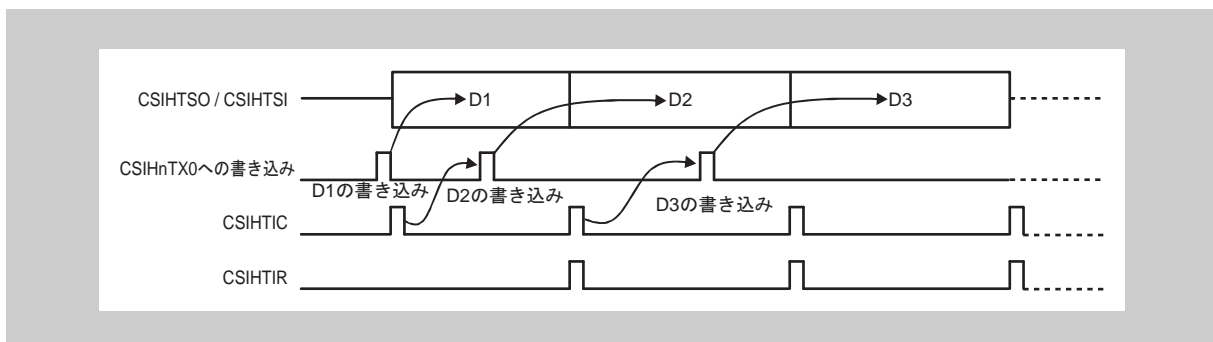 CSIHTSO / CSIHTSI
D1
D2
D3
CSIHnTX0への書き込み
D1の書き込み
D2の書き込み
D3の書き込み
CSIHTIC
CSIHTIR